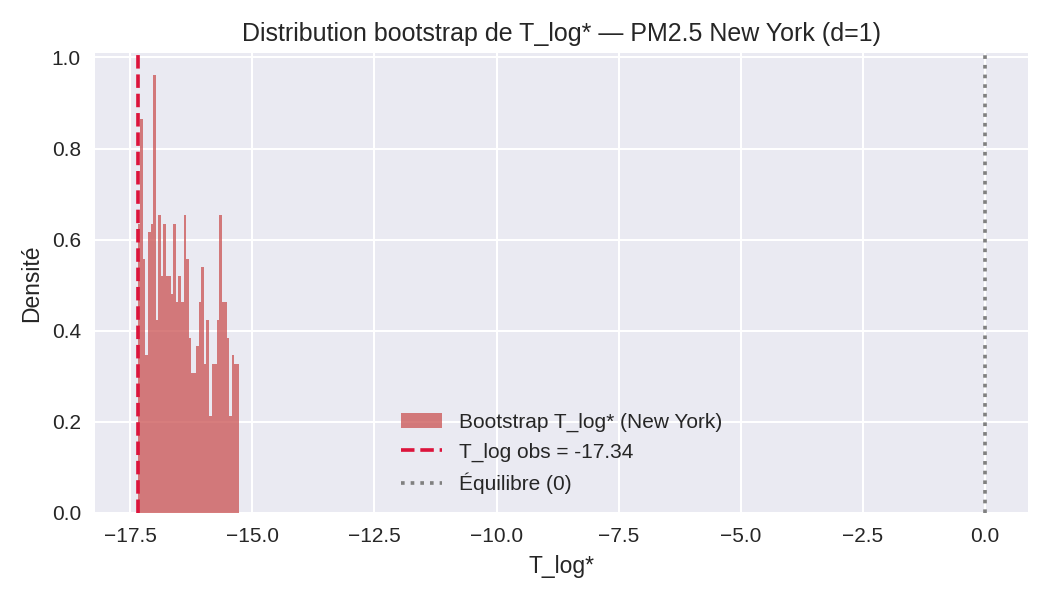 Distribution bootstrap de T_log* — PM2.5 New York (d=1)
1.0
0.8
0.6
0.4
0.2
0.0
Densité
Bootstrap T_log* (New York)
T_log obs = -17.34
Équilibre (0)
−17.5 −15.0 −12.5 −10.0 −7.5 −5.0 −2.5 0.0
T_log*